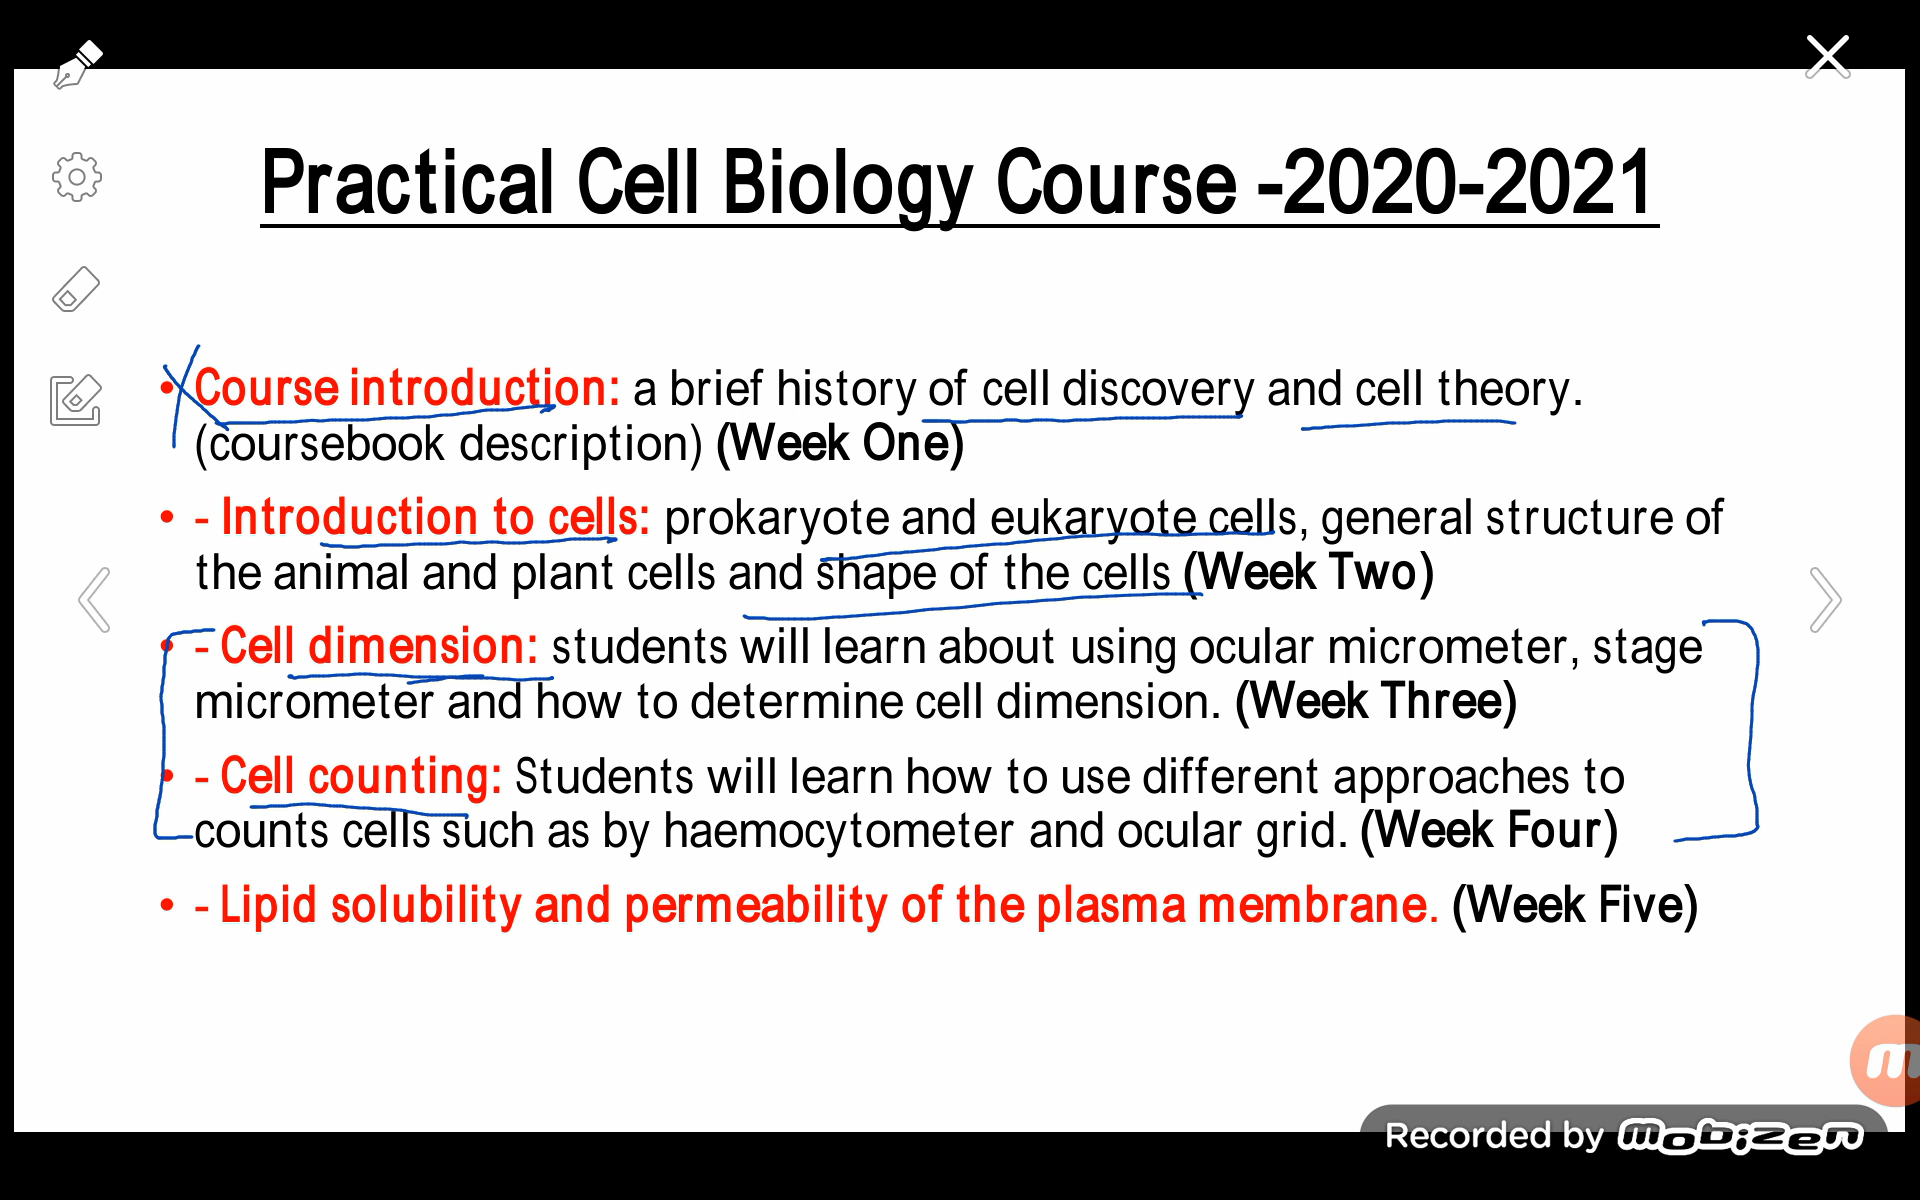 Practical Cell Biology Course -2020-2021
• Course introduction: a brief history of cell discovery and cell theory.
(coursebook description) (Week One)
• - Introduction to cells: prokaryote and eukaryote cells, general structure of
the animal and plant cells and shape of the cells (Week Two)
• - Cell dimension: students will learn about using ocular micrometer, stage
micrometer and how to determine cell dimension. (Week Three)
• - Cell counting: Students will learn how to use different approaches to
counts cells such as by haemocytometer and ocular grid. (Week Four)
• - Lipid solubility and permeability of the plasma membrane. (Week Five)
Recorded by mobizen